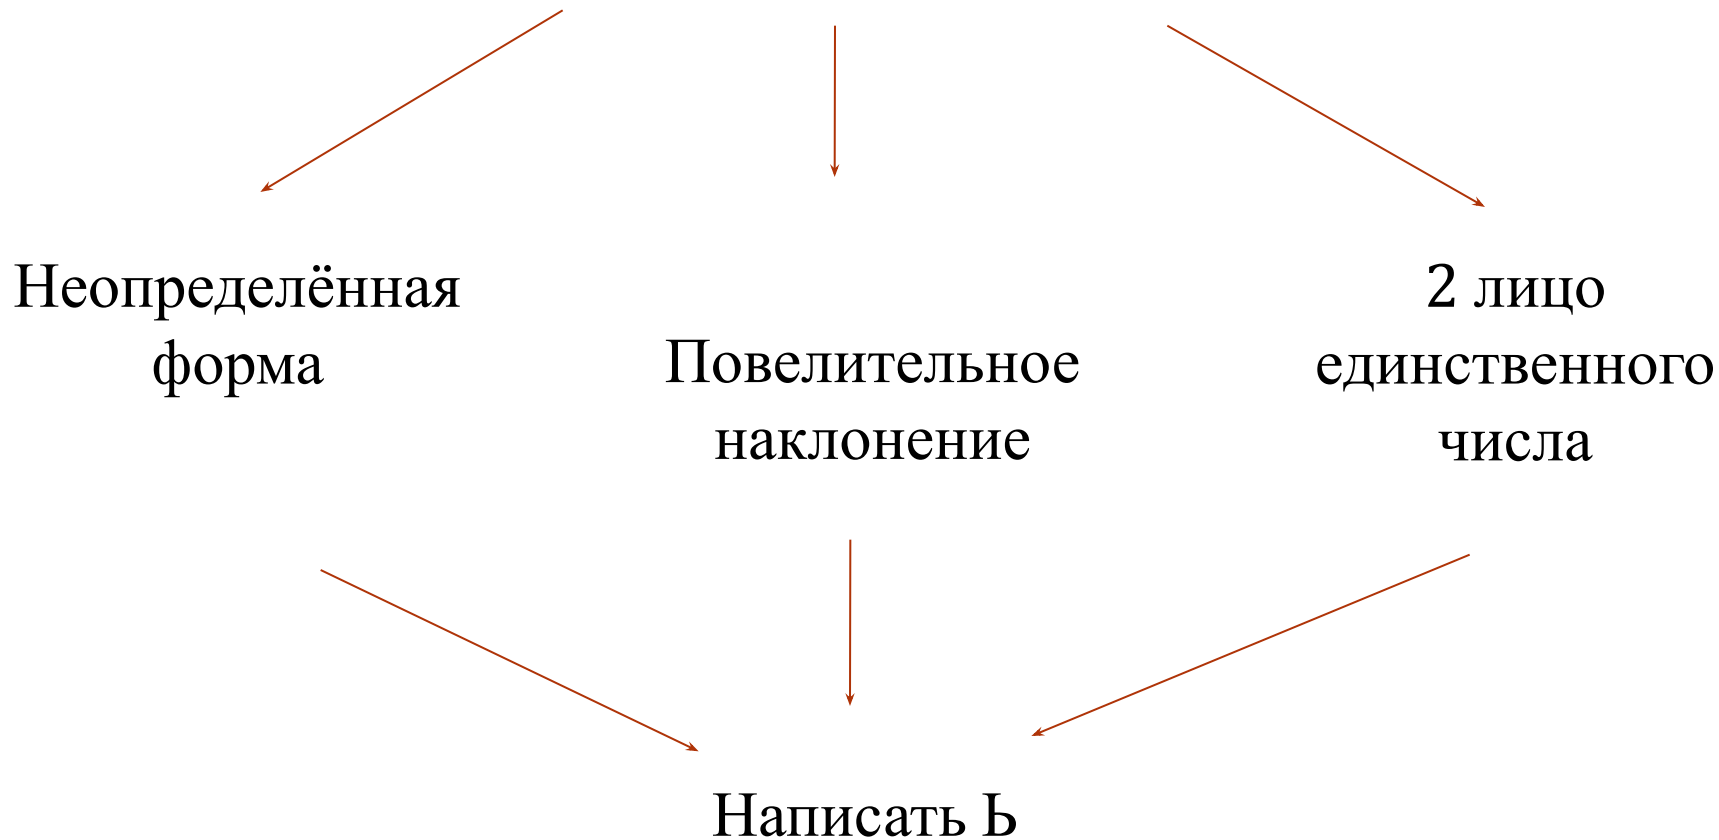 Неопределённая
форма
Повелительное
наклонение
2 лицо
единственного
числа
Написать Ь